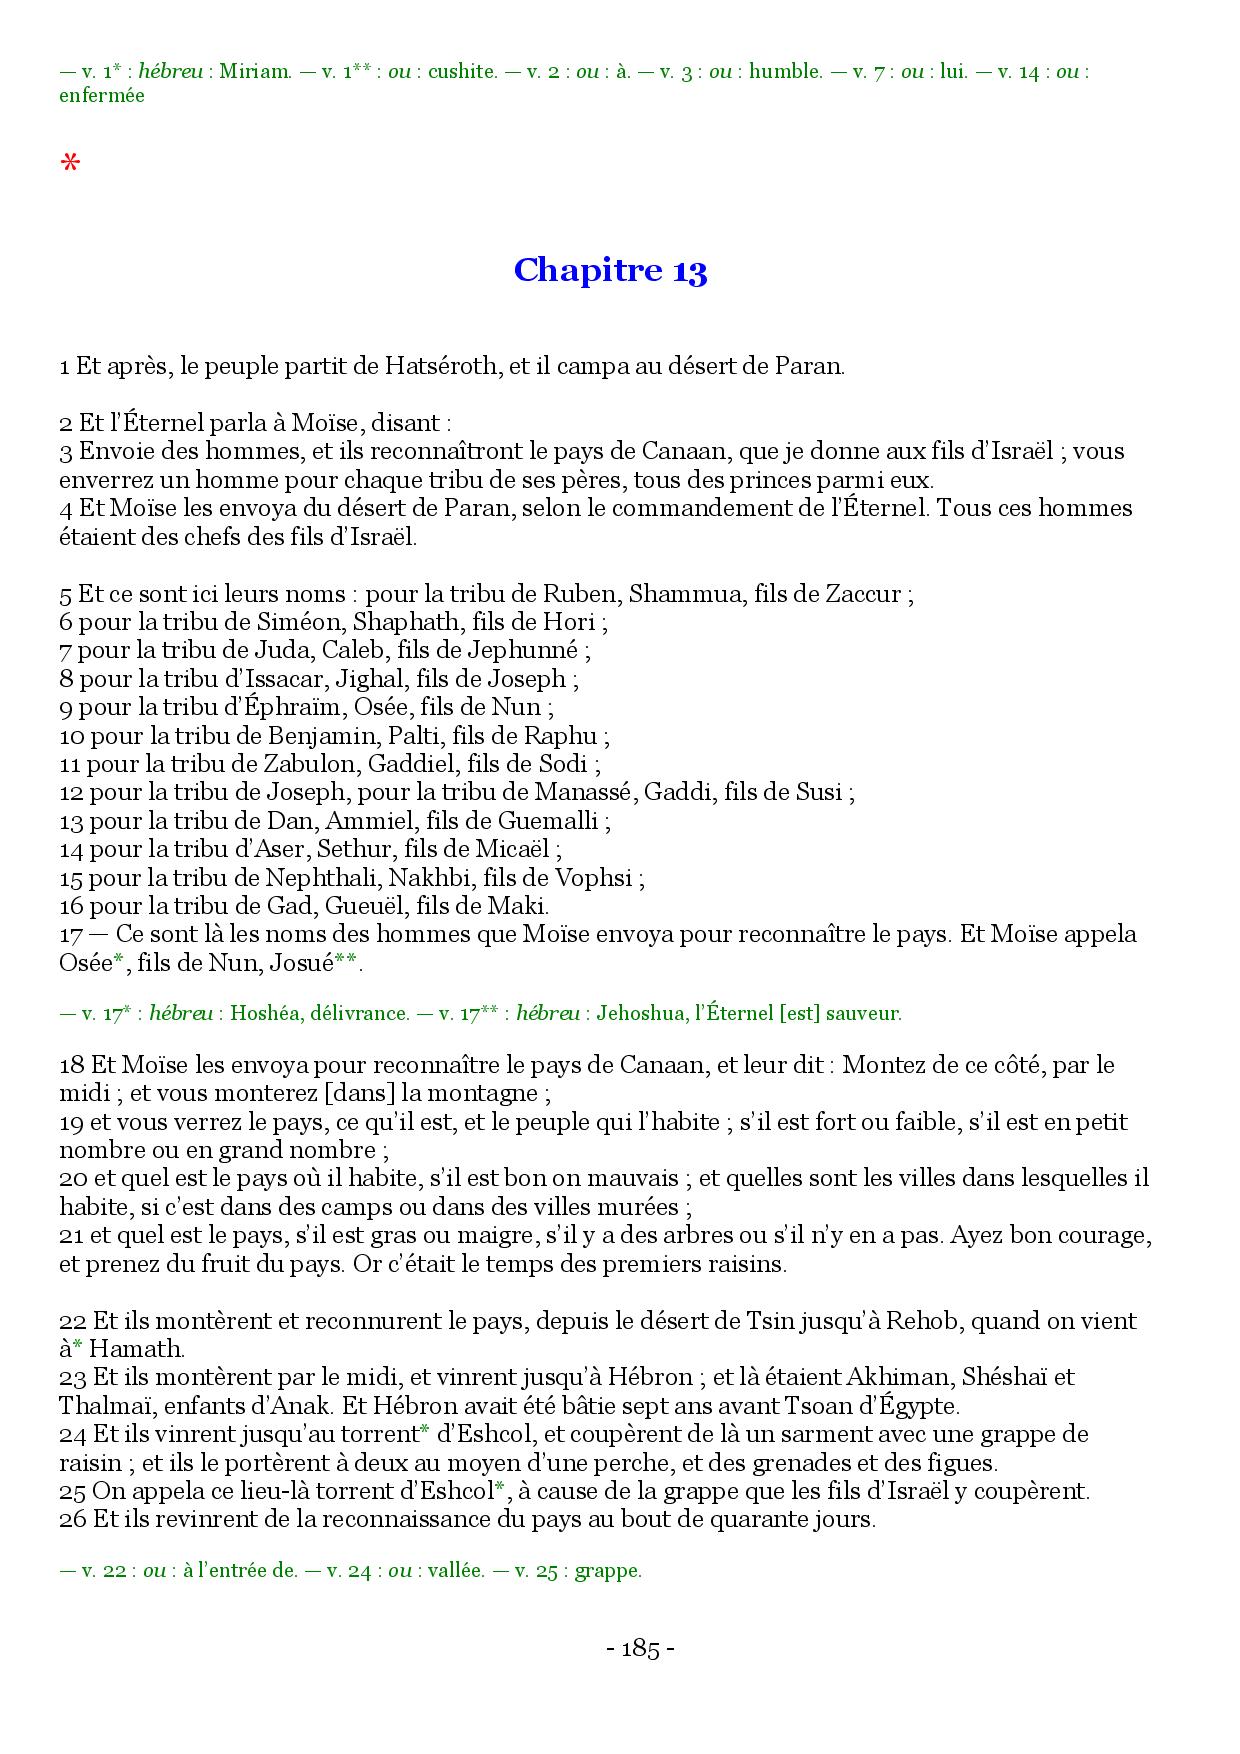 — v. 1* : hébreu : Miriam. — v. 1** : ou : cushite. — v. 2 : ou : à. — v. 3 : ou : humble. — v. 7 : ou : lui. — v. 14 : ou :
enfermée
*
Chapitre 13
1 Et après, le peuple partit de Hatséroth, et il campa au désert de Paran.
2 Et l’Éternel parla à Moïse, disant :
3 Envoie des hommes, et ils reconnaîtront le pays de Canaan, que je donne aux fils d’Israël ; vous
enverrez un homme pour chaque tribu de ses pères, tous des princes parmi eux.
4 Et Moïse les envoya du désert de Paran, selon le commandement de l’Éternel. Tous ces hommes
étaient des chefs des fils d’Israël.
5 Et ce sont ici leurs noms : pour la tribu de Ruben, Shammua, fils de Zaccur ;
6 pour la tribu de Siméon, Shaphath, fils de Hori ;
7 pour la tribu de Juda, Caleb, fils de Jephunné ;
8 pour la tribu d’Issacar, Jighal, fils de Joseph ;
9 pour la tribu d’Éphraïm, Osée, fils de Nun ;
10 pour la tribu de Benjamin, Palti, fils de Raphu ;
11 pour la tribu de Zabulon, Gaddiel, fils de Sodi ;
12 pour la tribu de Joseph, pour la tribu de Manassé, Gaddi, fils de Susi ;
13 pour la tribu de Dan, Ammiel, fils de Guemalli ;
14 pour la tribu d’Aser, Sethur, fils de Micaël ;
15 pour la tribu de Nephthali, Nakhbi, fils de Vophsi ;
16 pour la tribu de Gad, Gueuël, fils de Maki.
17 — Ce sont là les noms des hommes que Moïse envoya pour reconnaître le pays. Et Moïse appela
Osée*, fils de Nun, Josué**.
— v. 17* : hébreu : Hoshéa, délivrance. — v. 17** : hébreu : Jehoshua, l’Éternel [est] sauveur.
18 Et Moïse les envoya pour reconnaître le pays de Canaan, et leur dit : Montez de ce côté, par le
midi ; et vous monterez [dans] la montagne ;
19 et vous verrez le pays, ce qu’il est, et le peuple qui l’habite ; s’il est fort ou faible, s’il est en petit
nombre ou en grand nombre ;
20 et quel est le pays où il habite, s’il est bon on mauvais ; et quelles sont les villes dans lesquelles il
habite, si c’est dans des camps ou dans des villes murées ;
21 et quel est le pays, s’il est gras ou maigre, s’il y a des arbres ou s’il n’y en a pas. Ayez bon courage,
et prenez du fruit du pays. Or c’était le temps des premiers raisins.
22 Et ils montèrent et reconnurent le pays, depuis le désert de Tsin jusqu’à Rehob, quand on vient
à* Hamath.
23 Et ils montèrent par le midi, et vinrent jusqu’à Hébron ; et là étaient Akhiman, Shéshaï et
Thalmaï, enfants d’Anak. Et Hébron avait été bâtie sept ans avant Tsoan d’Égypte.
24 Et ils vinrent jusqu’au torrent* d’Eshcol, et coupèrent de là un sarment avec une grappe de
raisin ; et ils le portèrent à deux au moyen d’une perche, et des grenades et des figues.
25 On appela ce lieu-là torrent d’Eshcol*, à cause de la grappe que les fils d’Israël y coupèrent.
26 Et ils revinrent de la reconnaissance du pays au bout de quarante jours.
— v. 22 : ou : à l’entrée de. — v. 24 : ou : vallée. — v. 25 : grappe.
- 185 -